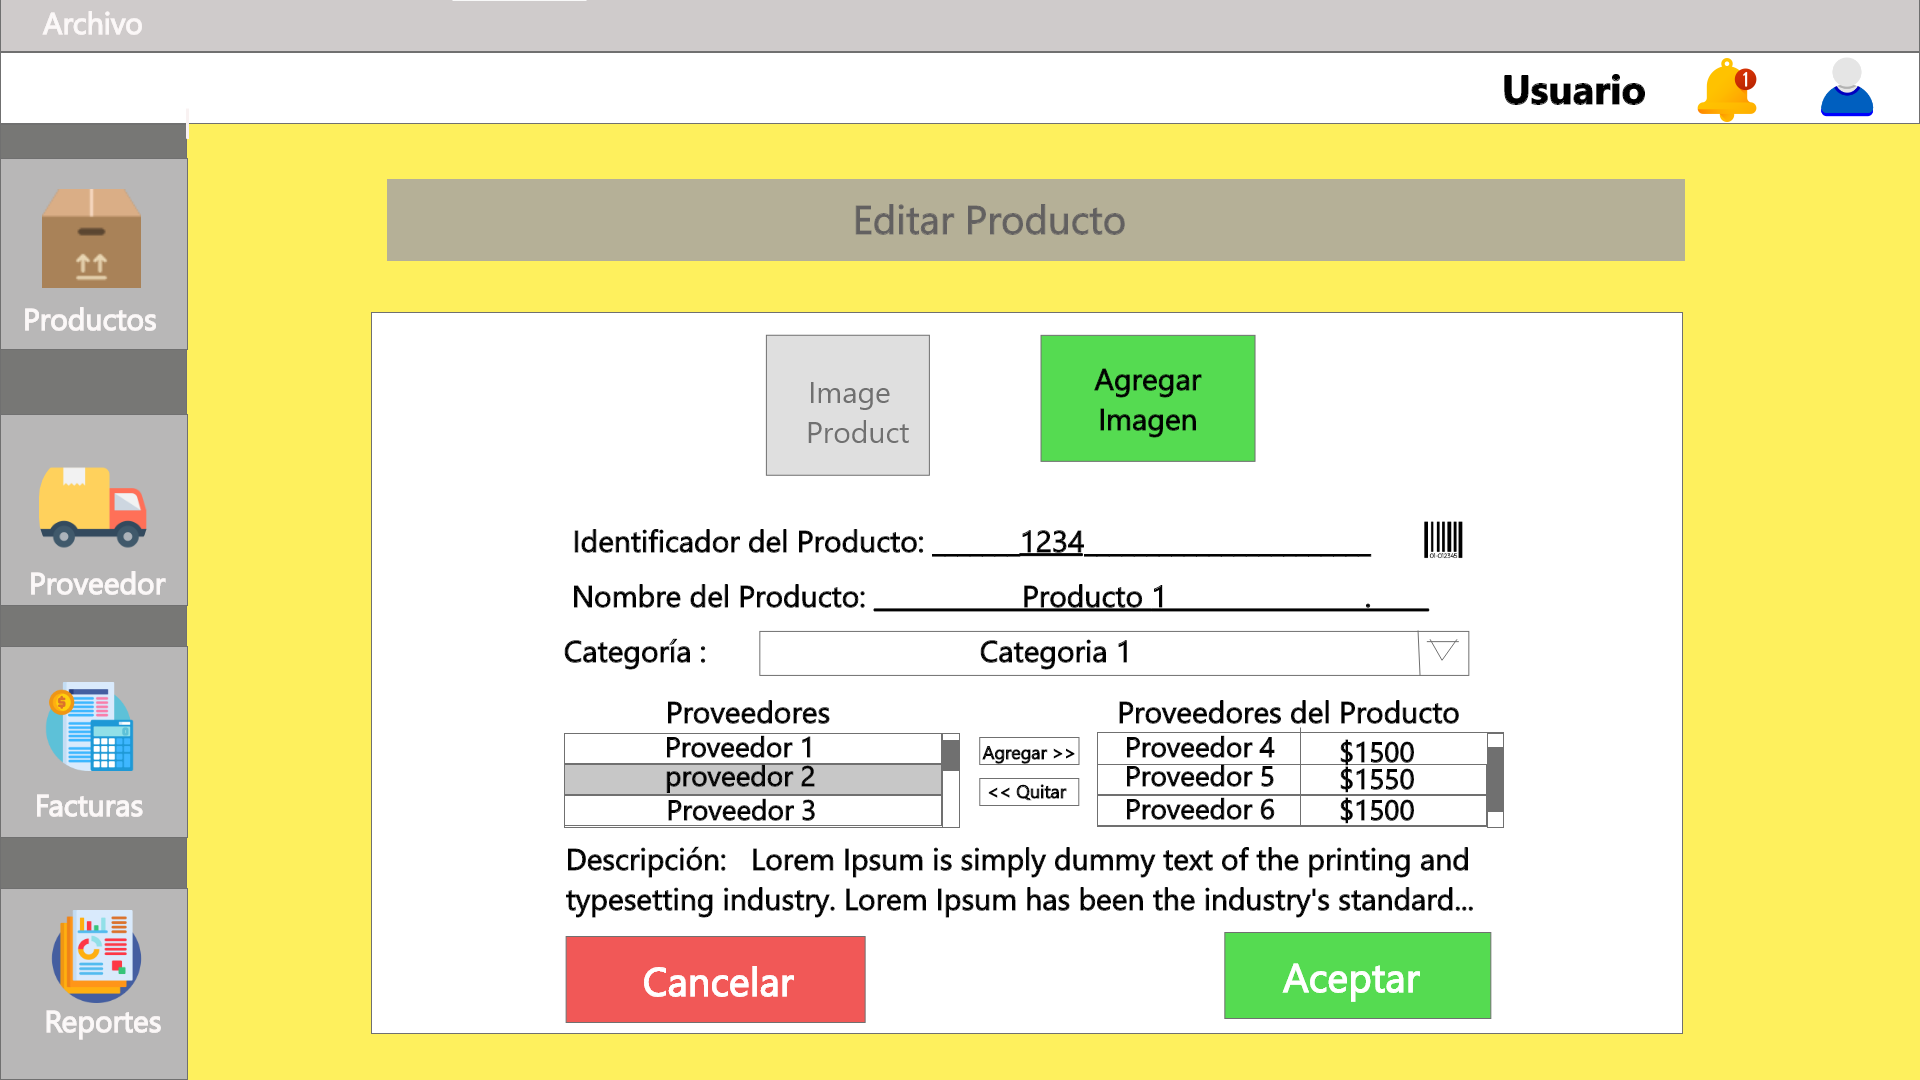 Archivo
Usuario
1
Productos
Proveedor
Facturas
Reportes
Editar Producto
Image
Product
Agregar
Imagen
Identificador del Producto: 1234
Nombre del Producto: Producto 1 .
Categoría : Categoria 1
Proveedores
Proveedor 1
proveedor 2
Proveedor 3
Agregar >>
<< Quitar
Proveedores del Producto
Proveedor 4 $1500
Proveedor 5 $1550
Proveedor 6 $1500
Descripción: Lorem Ipsum is simply dummy text of the printing and
typesetting industry. Lorem Ipsum has been the industry's standard...
Cancelar
Aceptar